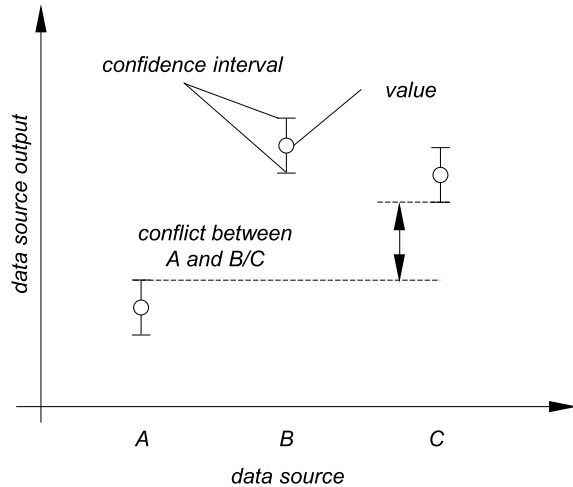 confidence interval
value
data source output
conflict between
A and B/C
A
B
C
data source